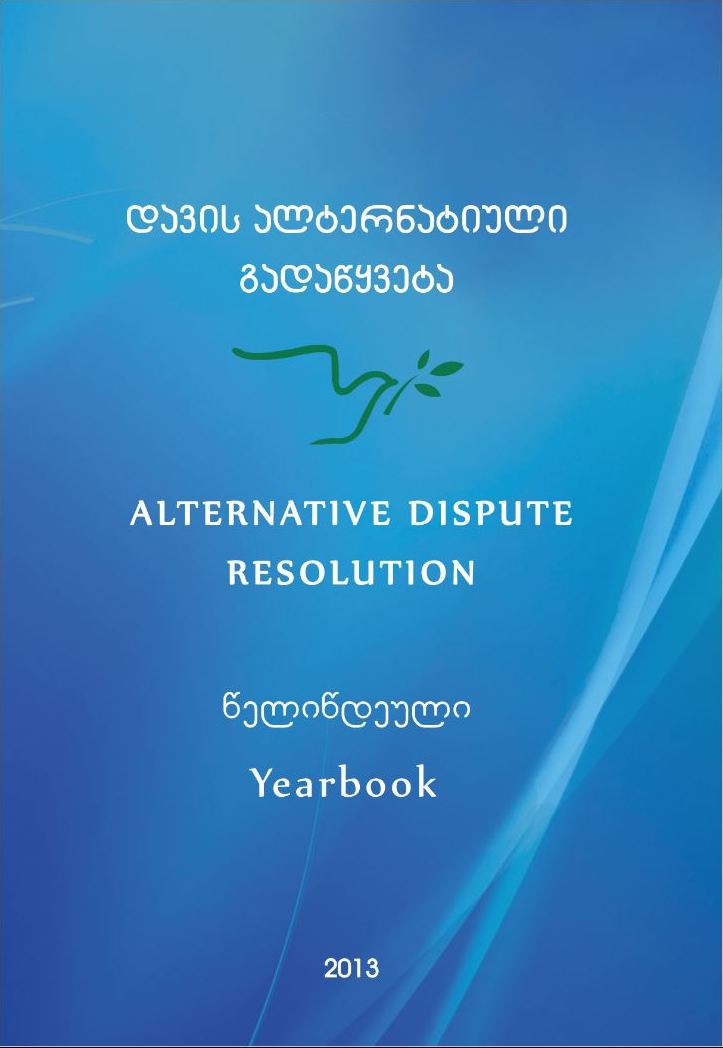 დავის ალტერნატიული
გადაწყვეტა
ALTERNATIVE DISPUTE
RESOLUTION
წელიწდეული
Yearbook
2013